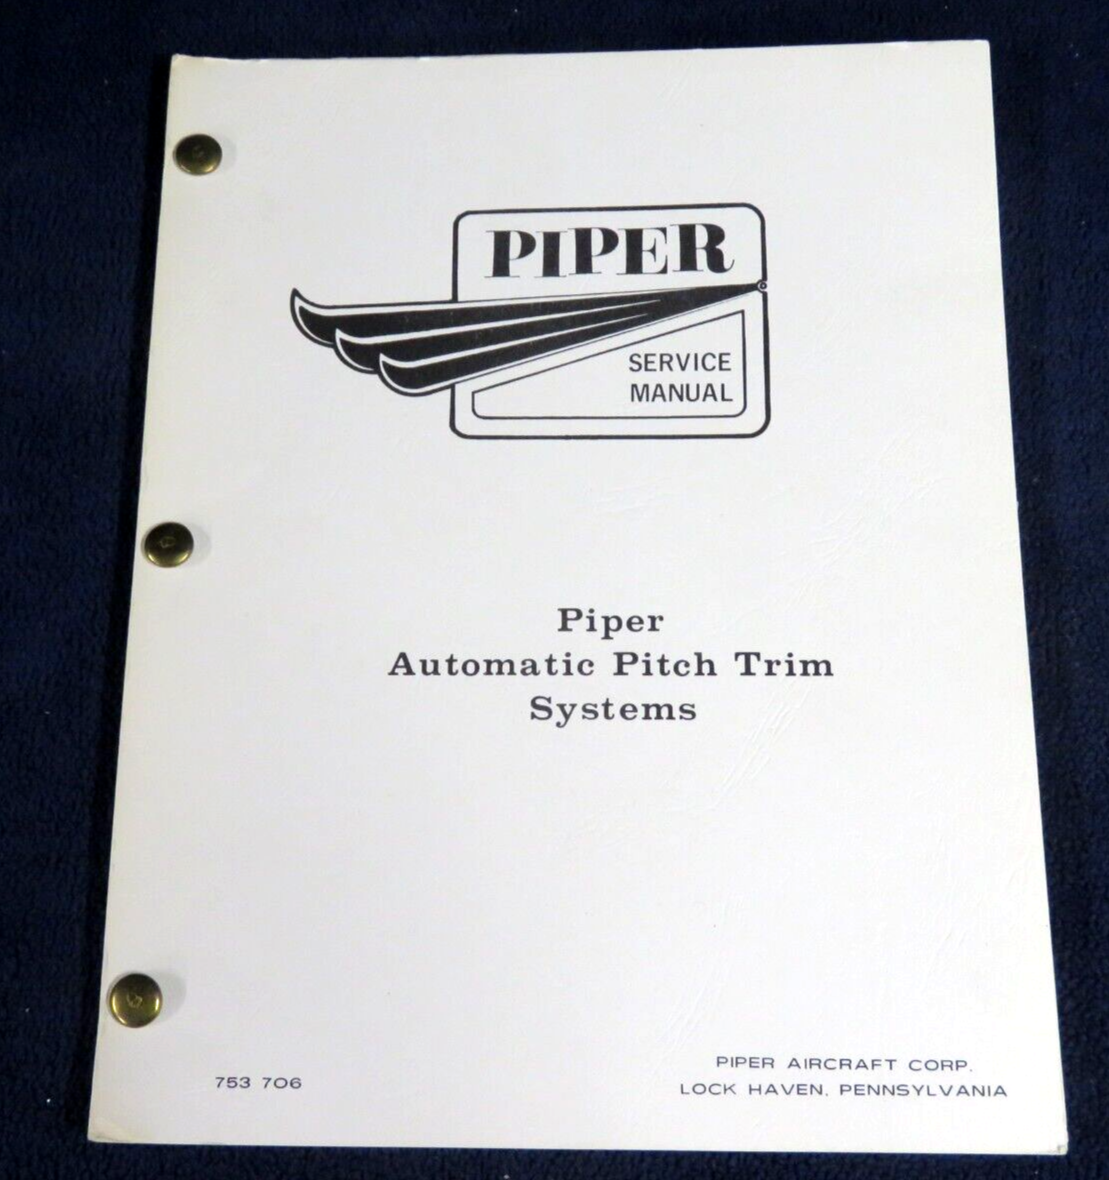 PIPER
SERVICE
MANUAL
Piper
Automatic Pitch Trim
Systems
753 706
PIPER AIRCRAFT CORP.
LOCK HAVEN, PENNSYLVANIA